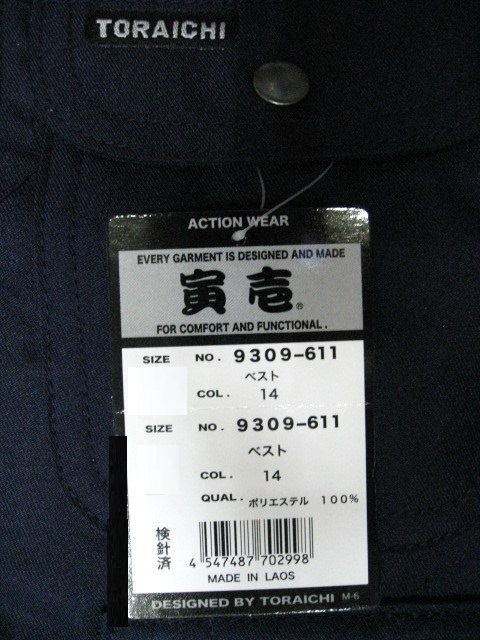 TORAICHI
ACTION WEAR
EVERY GARMENT IS DESIGNED AND MADE
寅壱®
FOR COMFORT AND FUNCTIONAL.
SIZE NO. 9309-611
ベスト
COL. 14
SIZE NO. 9309-611
ベスト
COL. 14
QUAL. ポリエステル 100%
検針済
4 547487 702998
MADE IN LAOS
DESIGNED BY TORAICHI M-6